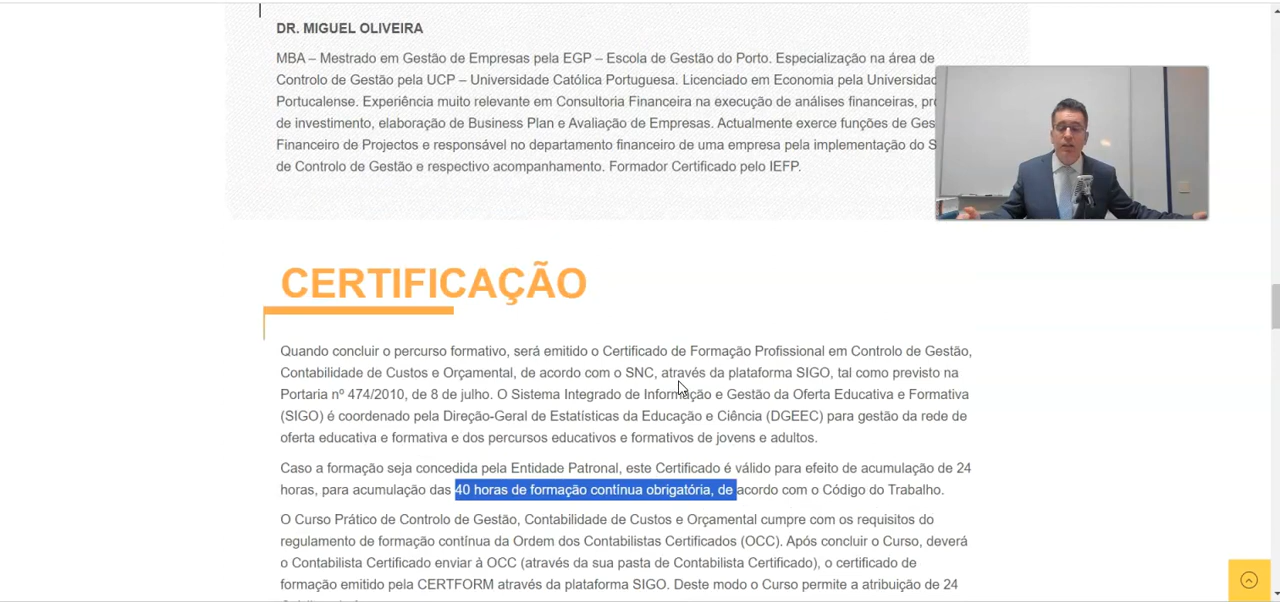 DR. MIGUEL OLIVEIRA
MBA – Mestrado em Gestão de Empresas pela EGP – Escola de Gestão do Porto. Especialização na área de
Controlo de Gestão pela UCP – Universidade Católica Portuguesa. Licenciado em Economia pela
Portucalense. Experiência muito relevante em Consultoria Financeira na execução de análises financeiras,
de investimento, elaboração de Business Plan e Avaliação de Empresas. Actualmente exerce funções de
Financeiro de Projectos e responsável no departamento financeiro de uma empresa pela implementação do
de Controlo de Gestão e respectivo acompanhamento. Formador Certificado pelo IEFP.
CERTIFICAÇÃO
Quando concluir o percurso formativo, será emitido o Certificado de Formação Profissional em Controlo de Gestão,
Contabilidade de Custos e Orçamental, de acordo com o SNC, através da plataforma SIGO, tal como previsto na
Portaria nº 474/2010, de 8 de julho. O Sistema Integrado de Informação e Gestão da Oferta Educativa e Formativa
(SIGO) é coordenado pela Direção-Geral de Estatísticas da Educação e Ciência (DGEEC) para gestão da rede de
oferta educativa e formativa e dos percursos educativos e formativos de jovens e adultos.
Caso a formação seja concedida pela Entidade Patronal, este Certificado é válido para efeito de acumulação de 24
horas, para acumulação das 40 horas de formação contínua obrigatória, de acordo com o Código do Trabalho.
O Curso Prático de Controlo de Gestão, Contabilidade de Custos e Orçamental cumpre com os requisitos do
regulamento de formação contínua da Ordem dos Contabilistas Certificados (OCC). Após concluir o Curso, deverá
o Contabilista Certificado enviar à OCC (através da sua pasta de Contabilista Certificado), o certificado de
formação emitido pela CERTFORM através da plataforma SIGO. Deste modo o Curso permite a atribuição de 24